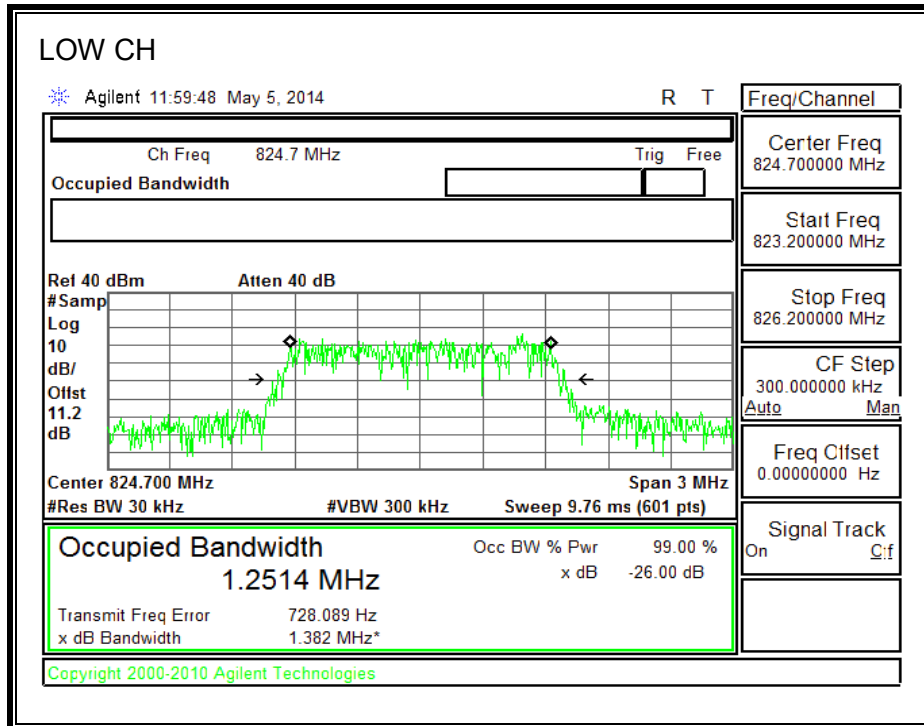 LOW CH
Agilent 11:59:48 May 5, 2014 R T
Freq/Channel
Ch Freq 824.7 MHz Trig Free
Occupied Bandwidth
Center Freq
824.700000 MHz
Start Freq
823.200000 MHz
Stop Freq
826.200000 MHz
CF Step
300.000000 kHz
Auto Man
Freq Offset
0.00000000 Hz
Signal Track
On Off
Ref 40 dBm Atten 40 dB
#Samp
Log
10
dB/
Offst
11.2
dB
Center 824.700 MHz Span 3 MHz
#Res BW 30 kHz #VBW 300 kHz Sweep 9.76 ms (601 pts)
Occupied Bandwidth Occ BW % Pwr 99.00 %
1.2514 MHz x dB -26.00 dB
Transmit Freq Error 728.089 Hz
x dB Bandwidth 1.382 MHz*
Copyright 2000-2010 Agilent Technologies